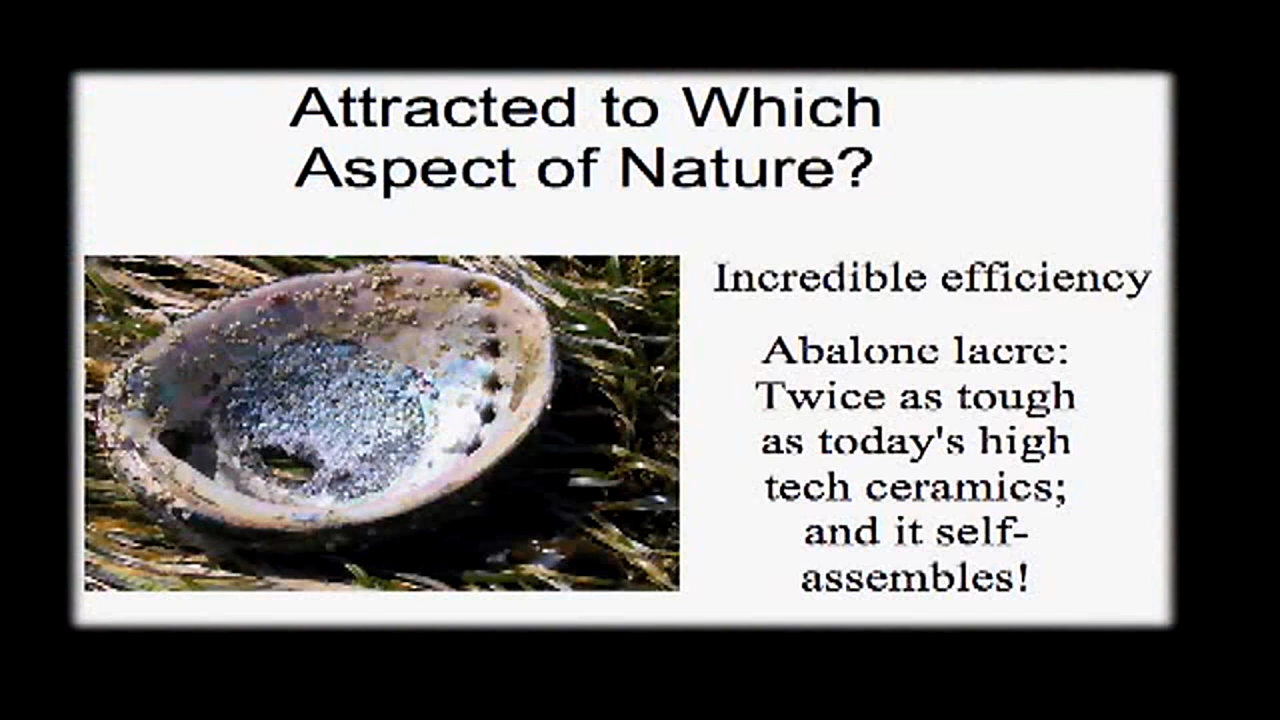 Attracted to Which
Aspect of Nature?
Incredible efficiency
Abalone lacre:
Twice as tough
as today's high
tech ceramics;
and it self-
assembles!